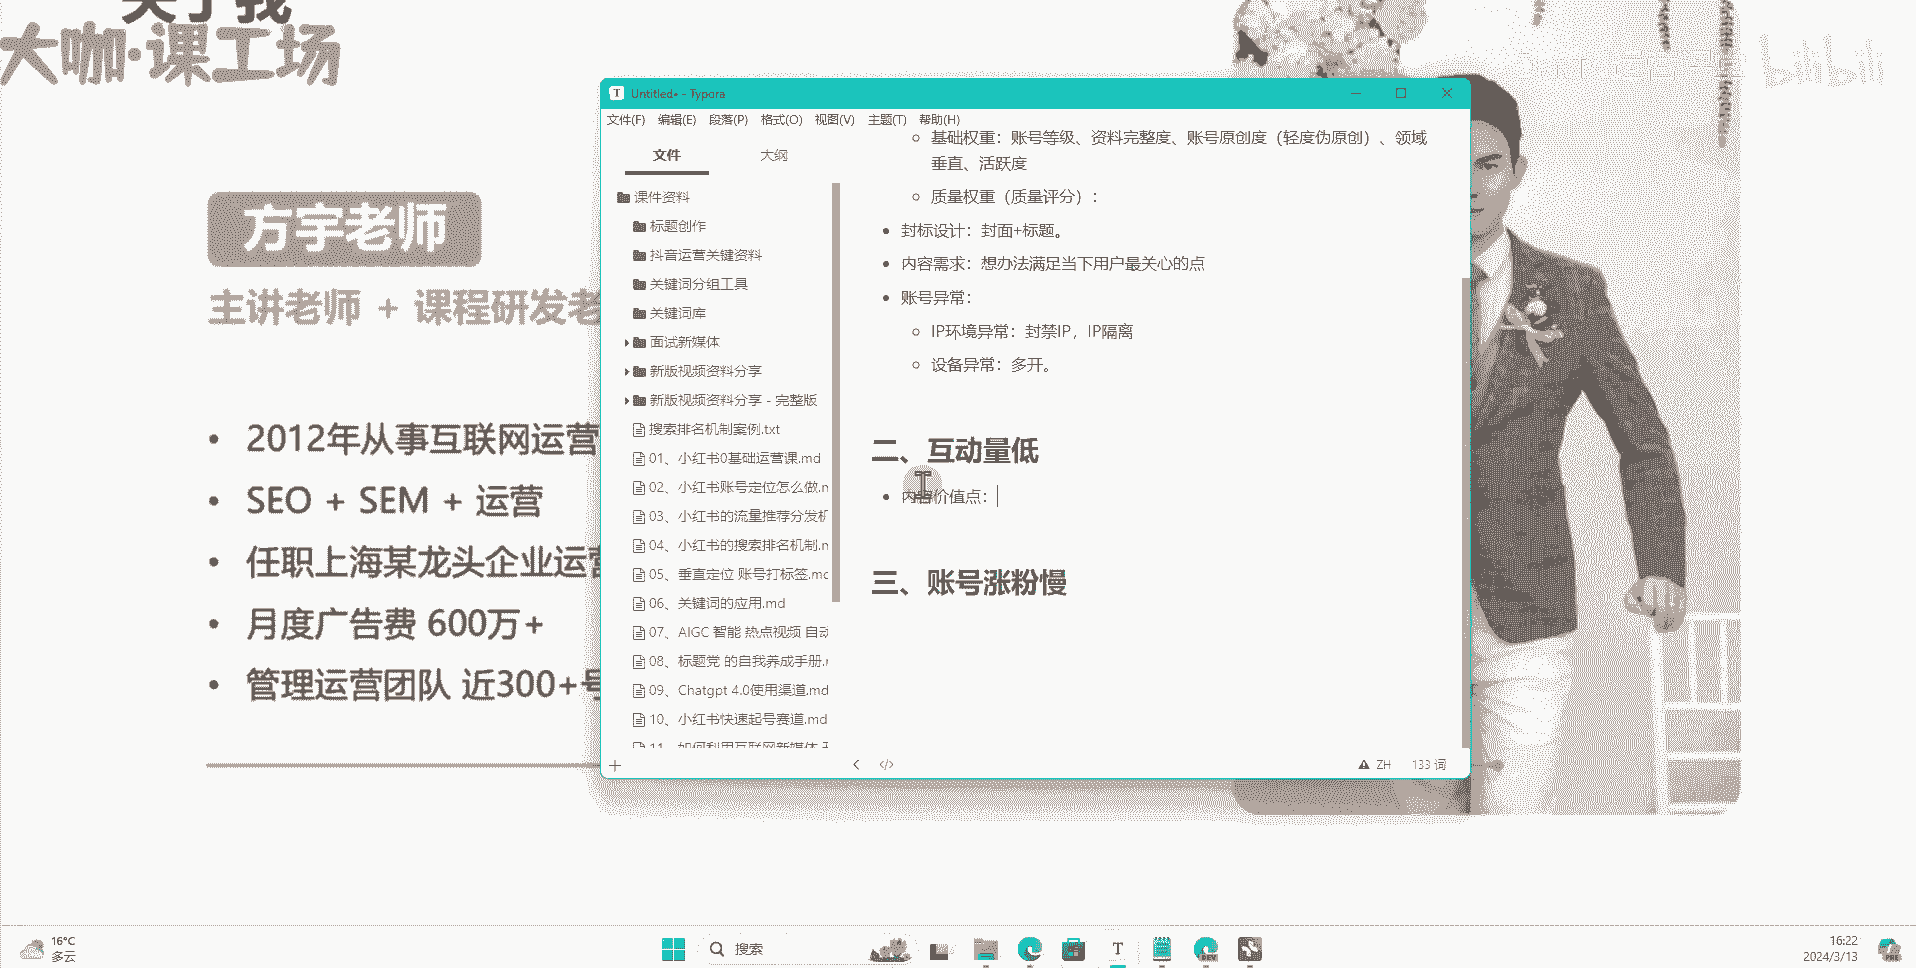 关于我
大咖·课工场
bilibili
方宇老师
主讲老师 + 课程研发老
2012年从事互联网运营
SEO + SEM + 运营
任职上海某龙头企业运营
月度广告费 600万+
管理运营团队 近300+号
Untitled• - Typora
文件(F) 编辑(E) 段落(P) 格式(O) 视图(V) 主题(T) 帮助(H)
文件 大纲
课件资料
标题创作
抖音运营关键资料
关键词分组工具
关键词库
面试新媒体
新版视频资料分享
新版视频资料分享 - 完整版
搜索排名机制案例.txt
01、小红书0基础运营课.md
02、小红书账号定位怎么做.m
03、小红书的流量推荐分发机
04、小红书的搜索排名机制.m
05、垂直定位 账号打标签.md
06、关键词的应用.md
07、AIGC 智能 热点视频 自动
08、标题党 的自我养成手册.m
09、Chatgpt 4.0使用渠道.md
10、小红书快速起号赛道.md
11、如何利用互联网新媒体
基础权重：账号等级、资料完整度、账号原创度（轻度伪原创）、领域
垂直、活跃度
质量权重（质量评分）：
封标设计：封面+标题。
内容需求：想办法满足当下用户最关心的点
账号异常：
IP环境异常：封禁IP，IP隔离
设备异常：多开。
二、互动量低
内容价值点：
三、账号涨粉慢
ZH 133 词
16°C
多云
搜索
16:22
2024/3/13